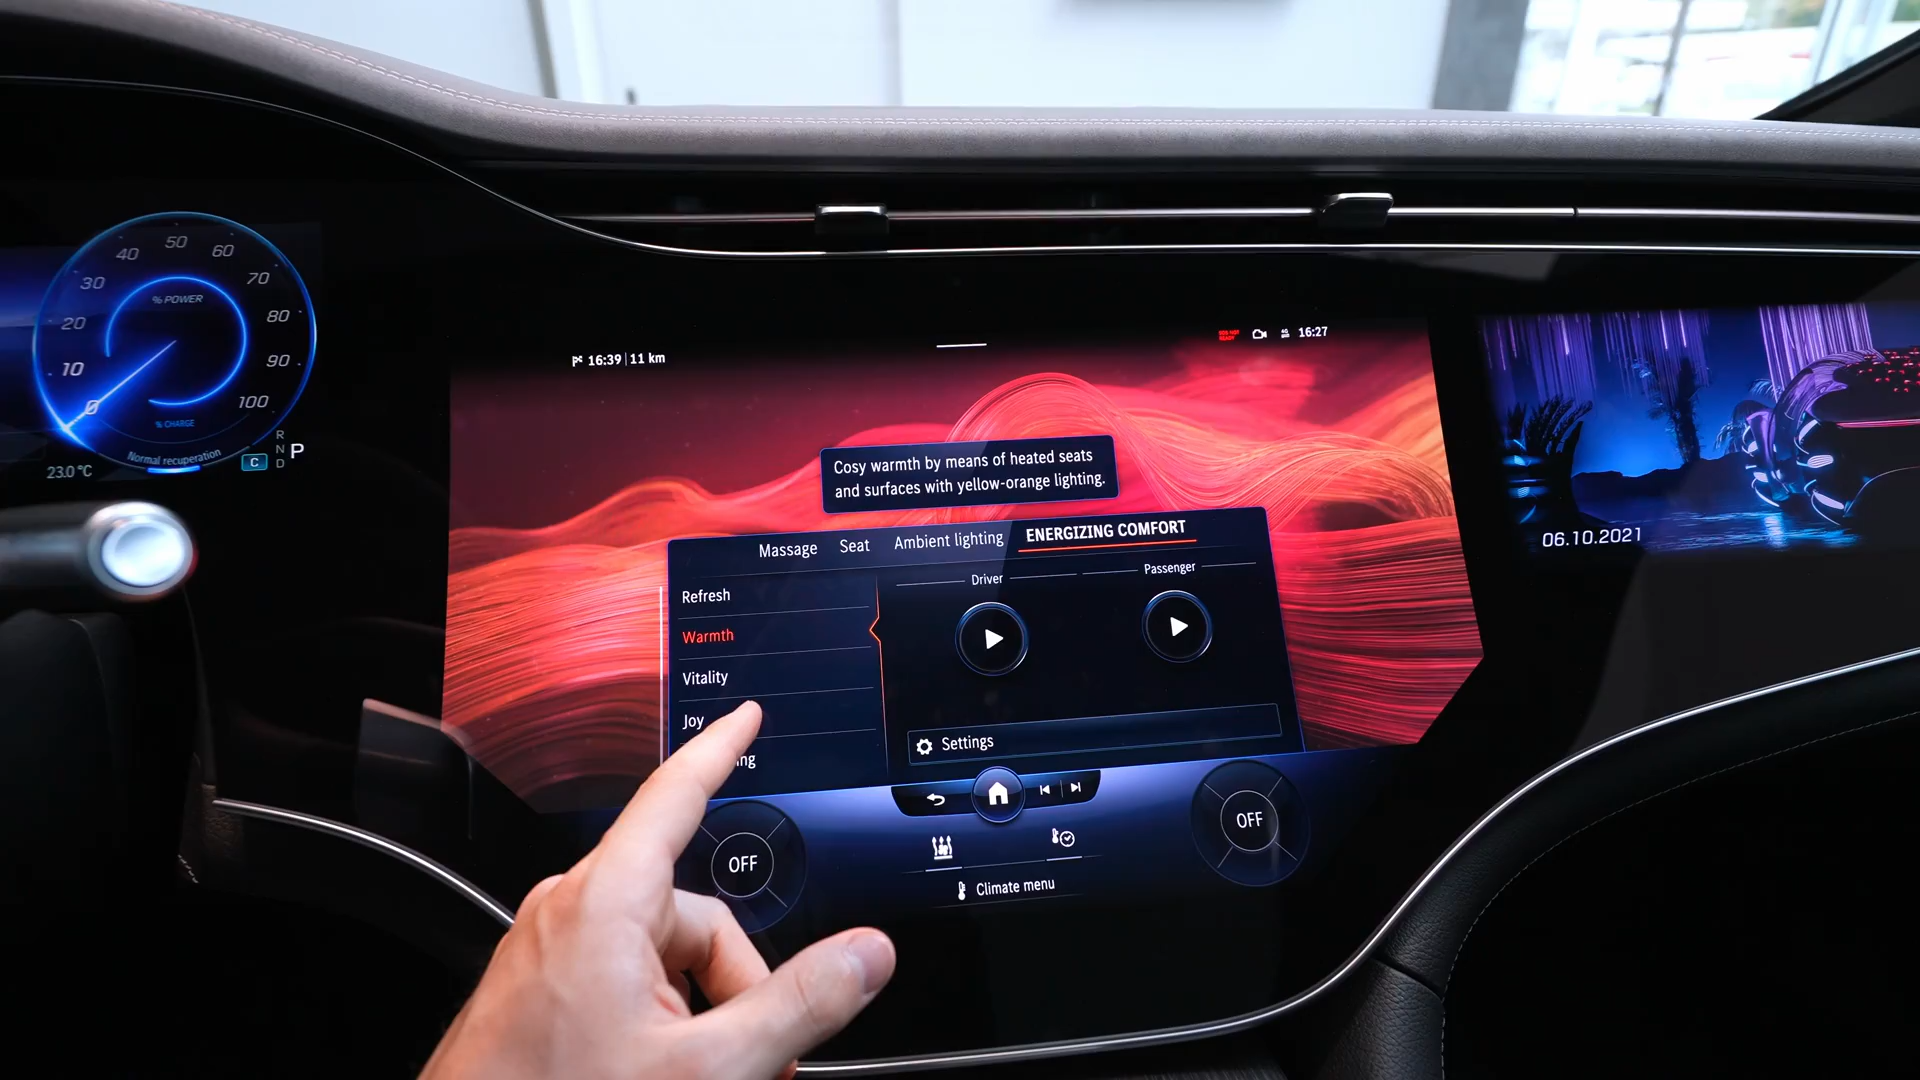 50
40
60
30
70
% POWER
20
80
10
90
0
100
% CHARGE
Normal recuperation
C
R
N
D
P
23.0 °C
16:39 | 11 km
16:27
Cosy warmth by means of heated seats
and surfaces with yellow-orange lighting.
Massage Seat Ambient lighting ENERGIZING COMFORT
Refresh
Warmth
Vitality
Joy
Driver
Passenger
Settings
OFF
OFF
Climate menu
06.10.2021